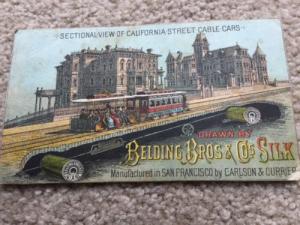 SECTIONAL VIEW OF CALIFORNIA STREET CABLE CARS
DRAWN BY
BELDING BROS & COs SILK
Manufactured in SAN FRANCISCO by CARLSON & CURRIER